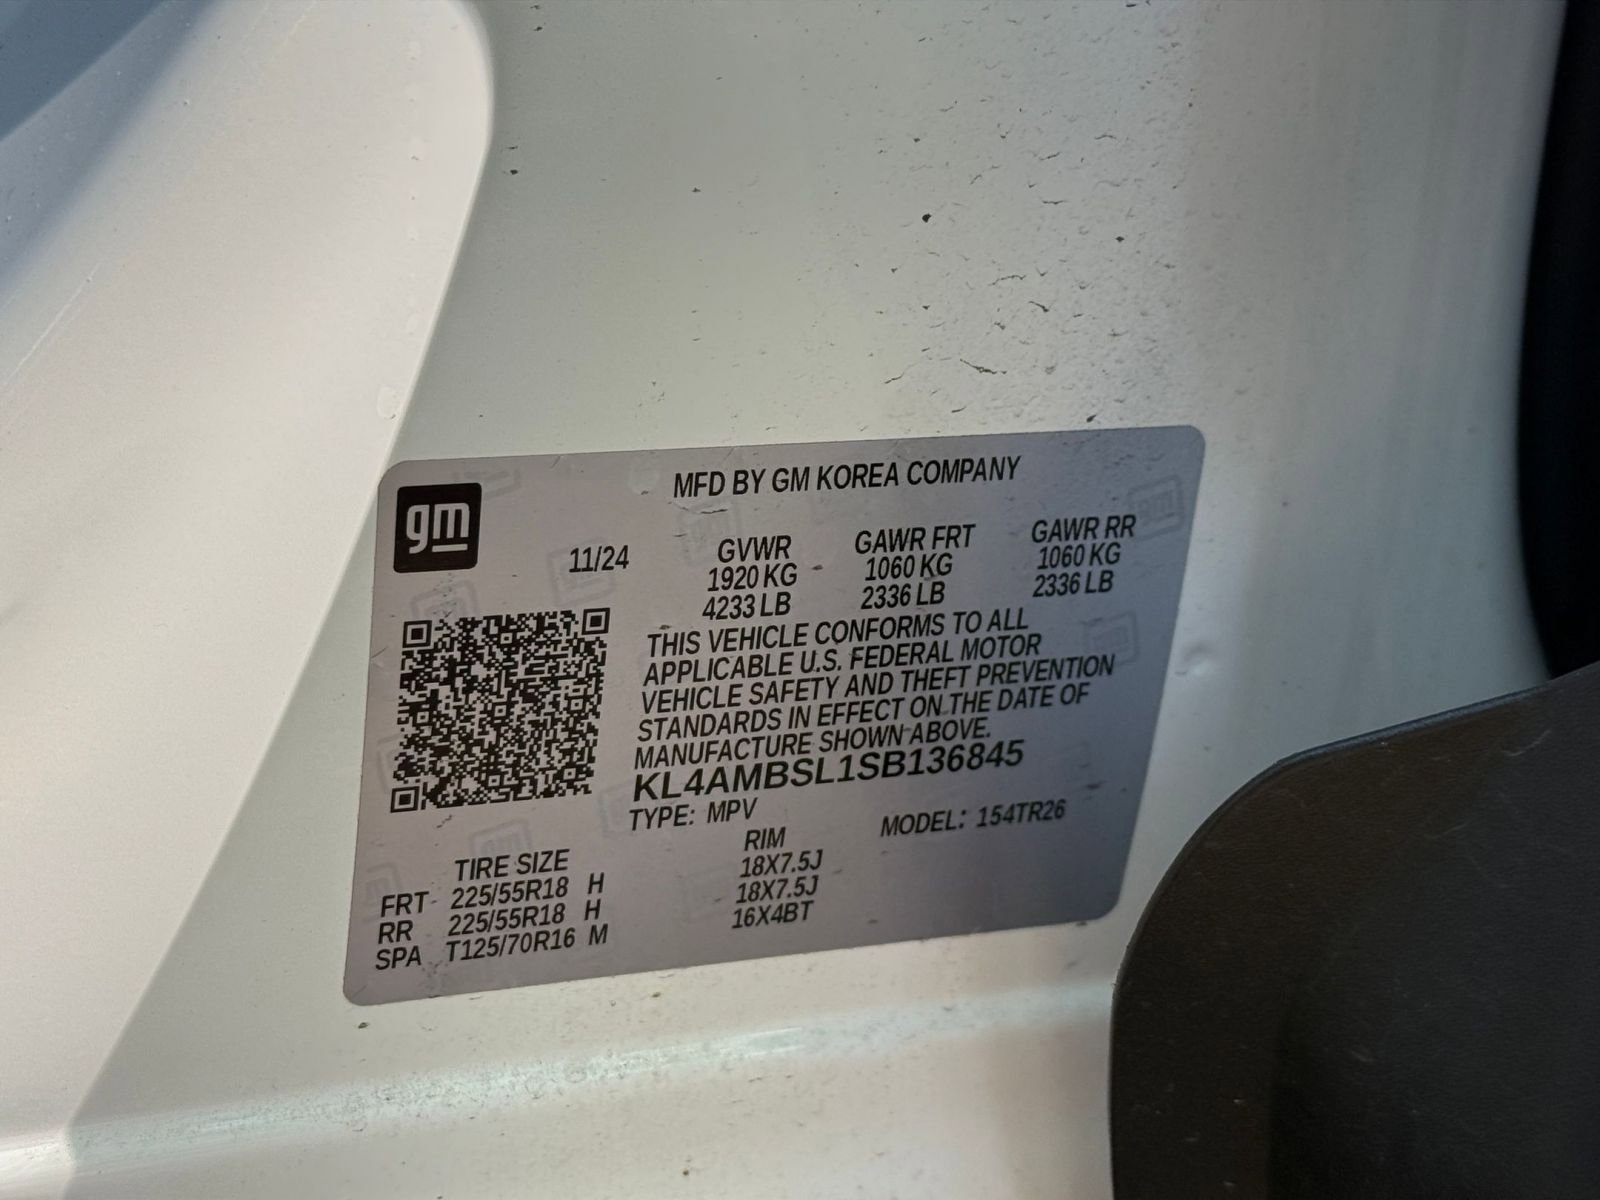 gm
MFD BY GM KOREA COMPANY
11/24
GVWR GAWR FRT GAWR RR
1920 KG 1060 KG 1060 KG
4233 LB 2336 LB 2336 LB
THIS VEHICLE CONFORMS TO ALL
APPLICABLE U.S. FEDERAL MOTOR
VEHICLE SAFETY AND THEFT PREVENTION
STANDARDS IN EFFECT ON THE DATE OF
MANUFACTURE SHOWN ABOVE.
KL4AMBSL1SB136845
TYPE: MPV MODEL: 154TR26
TIRE SIZE RIM
FRT 225/55R18 H 18X7.5J
RR 225/55R18 H 18X7.5J
SPA T125/70R16 M 16X4BT